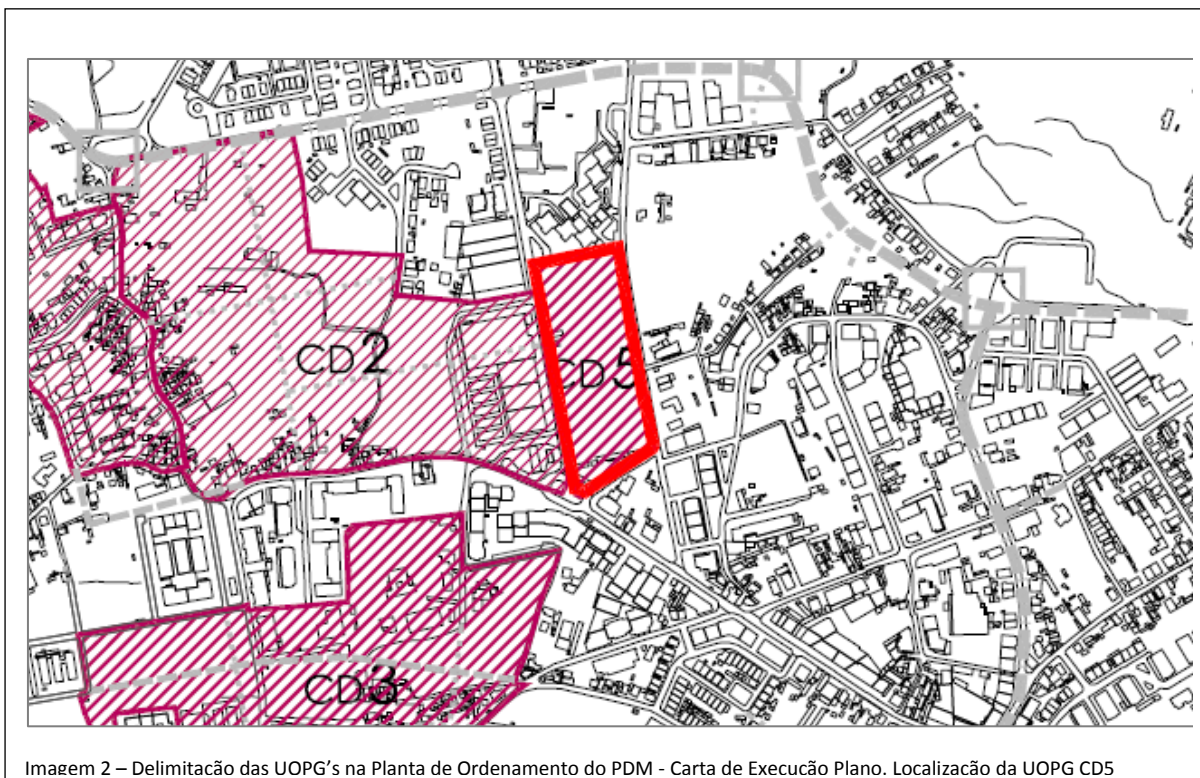 CD2
CD5
CD3
Imagem 2 – Delimitação das UOPG's na Planta de Ordenamento do PDM - Carta de Execução Plano. Localização da UOPG CD5